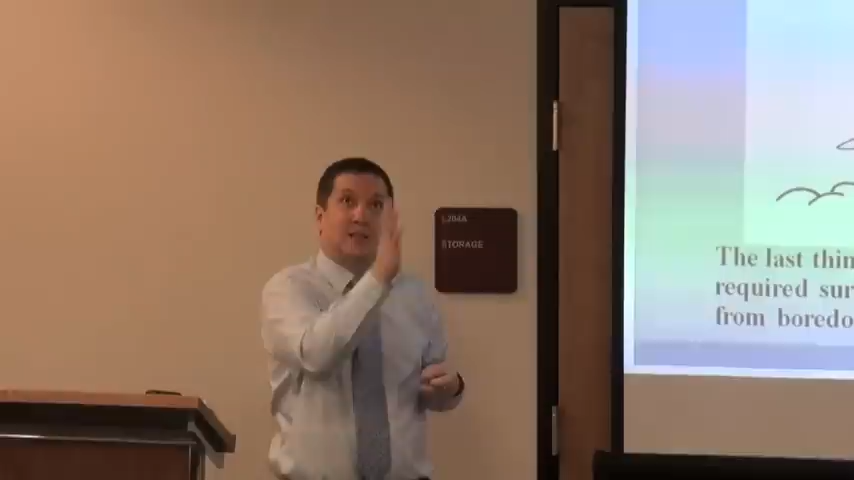 STORAGE
The last thin
required sur
from boredo